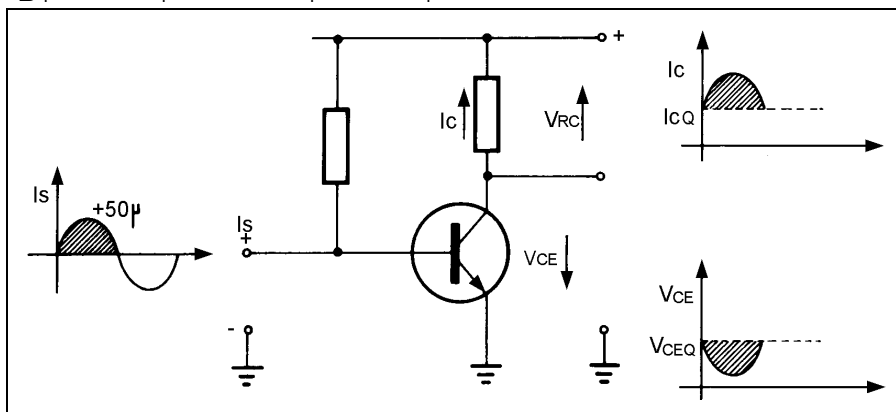 +
Ic
IcQ
Ic
VRC
Is
+50μ
Is
+
VCE
VCE
VCEQ
-